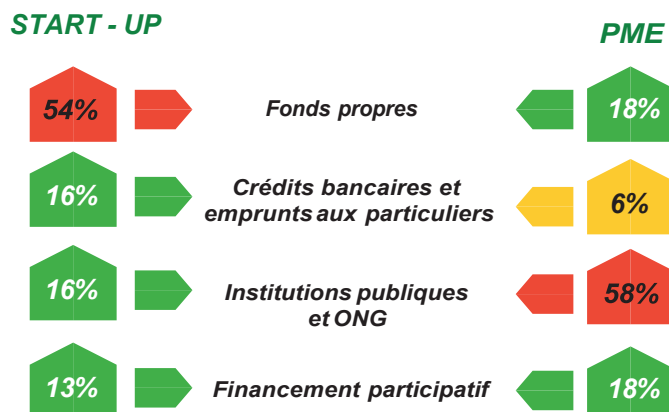 START - UP
PME
54%
Fonds propres
18%
16%
Crédits bancaires et
emprunts aux particuliers
6%
16%
Institutions publiques
et ONG
58%
13%
Financement participatif
18%